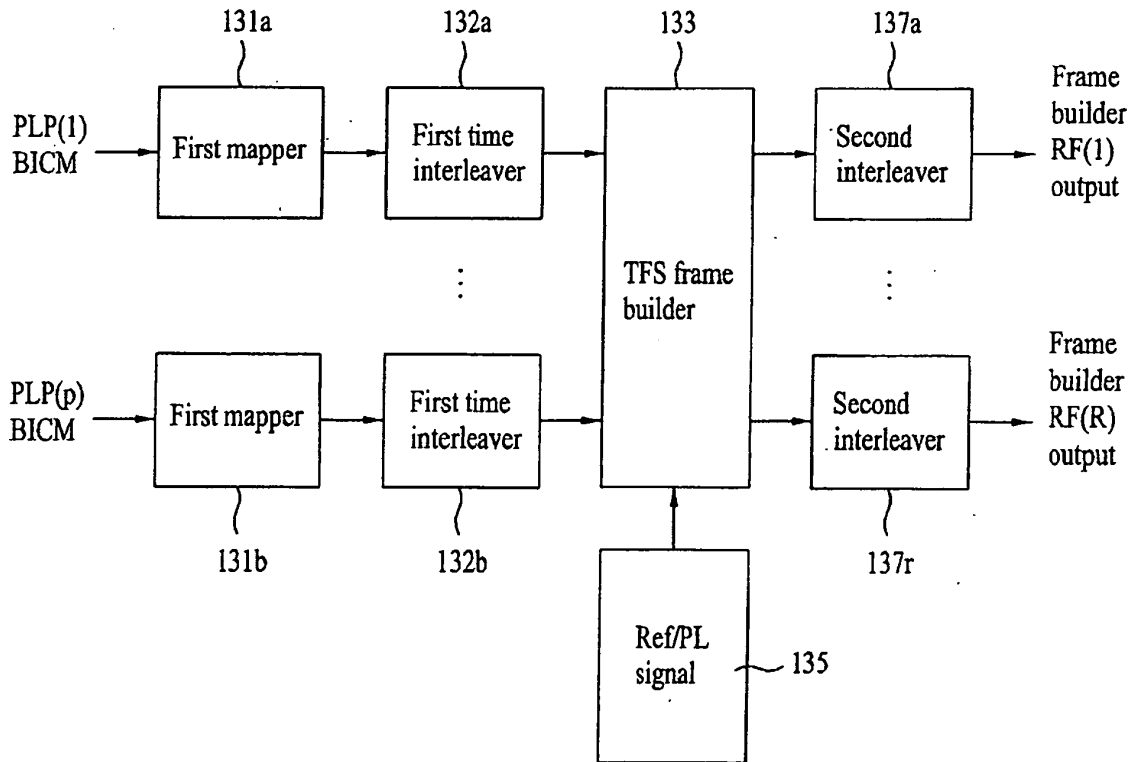 131a
132a
133
137a
PLP(1)
BICM
First mapper
First time
interleaver
Second
interleaver
Frame
builder
RF(1)
output
TFS frame
builder
PLP(p)
BICM
First mapper
First time
interleaver
Second
interleaver
Frame
builder
RF(R)
output
131b
132b
137r
Ref/PL
signal
135